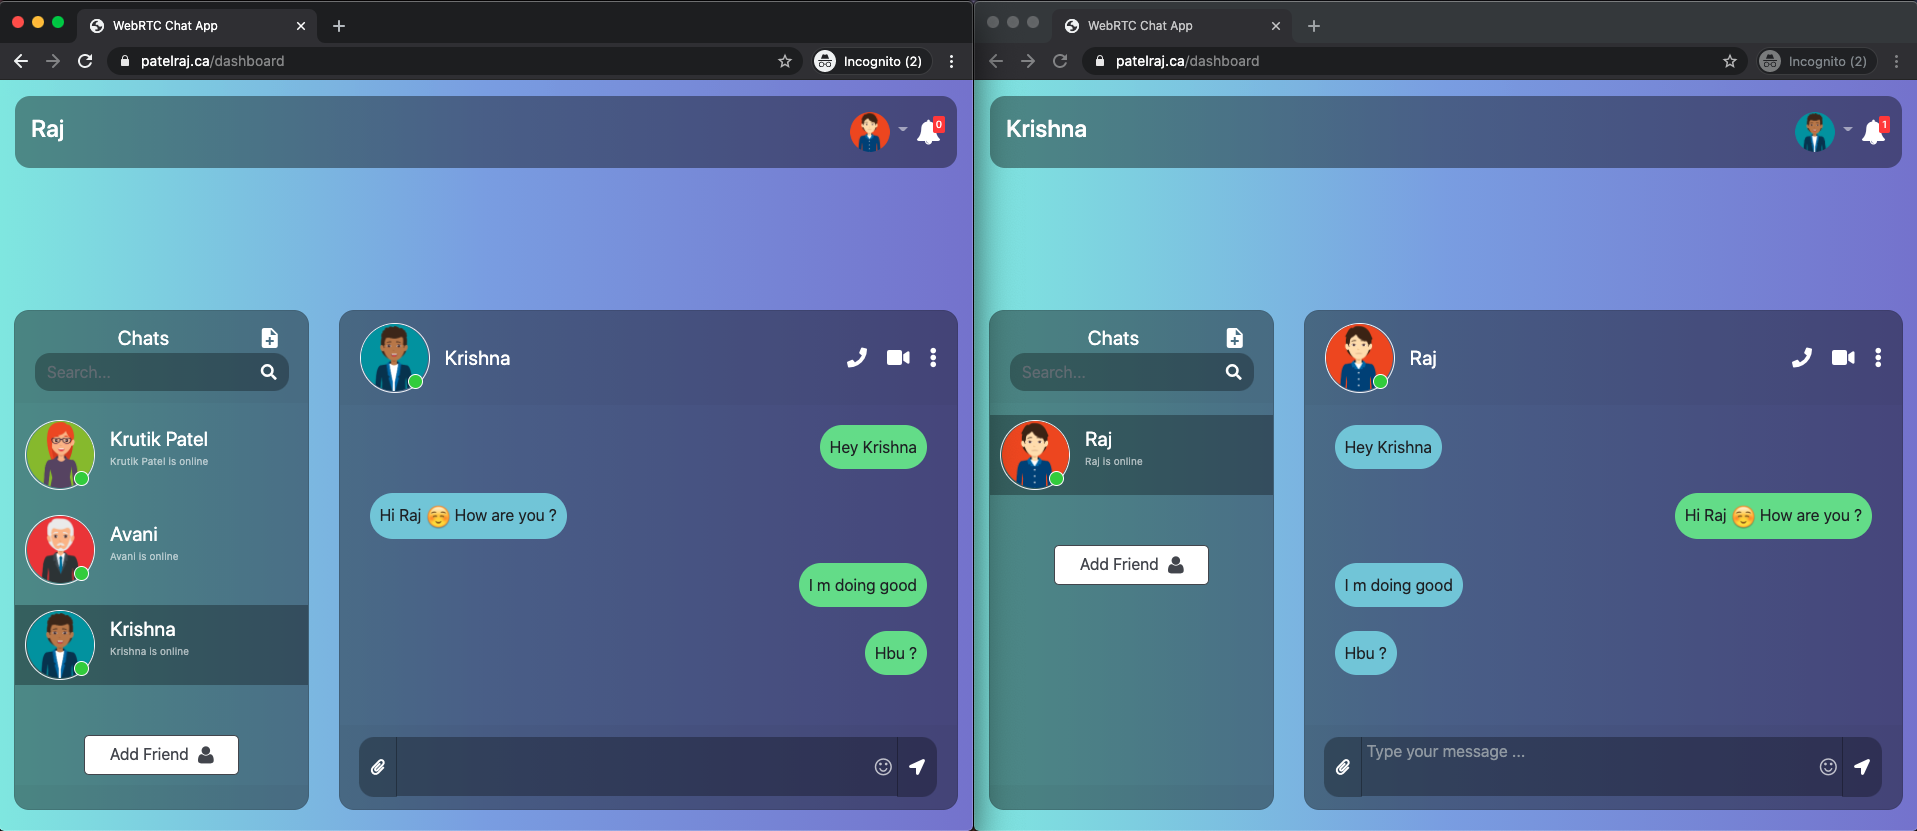 WebRTC Chat App
patelraj.ca/dashboard
Incognito (2)
Raj
0
Chats
Search...
Krutik Patel
Krutik Patel is online
Avani
Avani is online
Krishna
Krishna is online
Add Friend
Krishna
Hey Krishna
Hi Raj ☺️ How are you ?
I m doing good
Hbu ?
WebRTC Chat App
patelraj.ca/dashboard
Incognito (2)
Krishna
1
Chats
Search...
Raj
Raj is online
Add Friend
Raj
Hey Krishna
Hi Raj ☺️ How are you ?
I m doing good
Hbu ?
Type your message ...